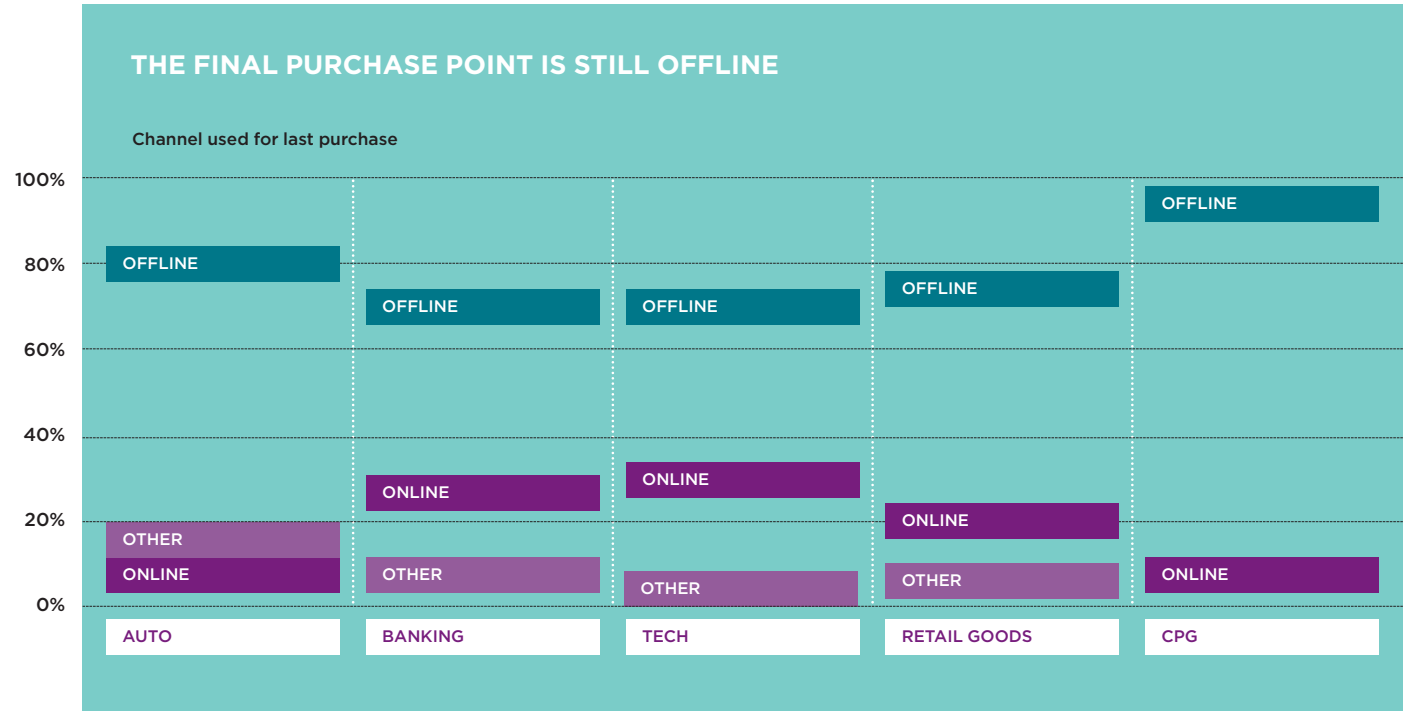 THE FINAL PURCHASE POINT IS STILL OFFLINE
Channel used for last purchase
100%
80%
60%
40%
20%
0%
OFFLINE
OTHER
ONLINE
AUTO
OFFLINE
ONLINE
OTHER
BANKING
OFFLINE
ONLINE
OTHER
TECH
OFFLINE
ONLINE
OTHER
RETAIL GOODS
OFFLINE
ONLINE
CPG